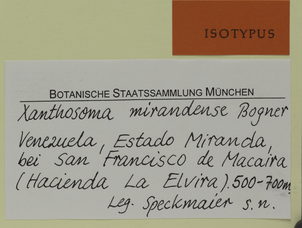 ISOTYPUS
BOTANISCHE STAATSSAMMLUNG MÜNCHEN
Xanthosoma mirandense Bogner
Venezuela, Estado Miranda,
bei San Francisco de Macaira
(Hacienda La Elvira). 500-700m
Leg. Speckmaier s.n.